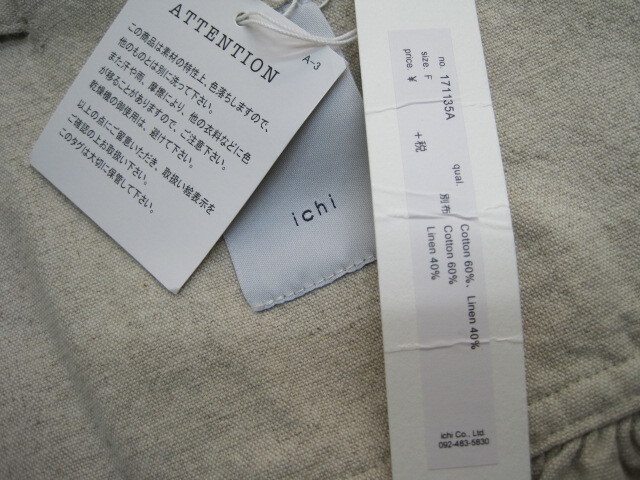 ATTENTION
A-3
この商品は素材の特性上、色落ちしますので、
他のものとは別に洗って下さい。
また汗や雨、摩擦により、他の衣料などに色
が移ることがありますので、ご注意下さい。
乾燥機の御使用は、避けて下さい。
以上の点にご留意いただき、取扱い絵表示を
ご確認の上お取扱い下さい。
このタグは大切に保管して下さい。
ichi
no. 171135A
size. F
price. ¥ +税
qual. Cotton 60%、Linen 40%
別布 Cotton 60%
Linen 40%
ichi Co., Ltd.
092-483-5830